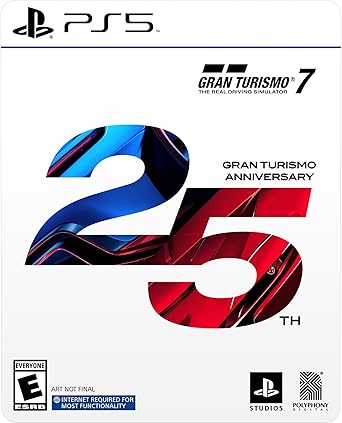 PS5
GRAN TURISMO® 7
THE REAL DRIVING SIMULATOR
GRAN TURISMO
ANNIVERSARY
25
TH
EVERYONE
E
ESRB
ART NOT FINAL
INTERNET REQUIRED FOR
MOST FUNCTIONALITY
STUDIOS
POLYPHONY
DIGITAL